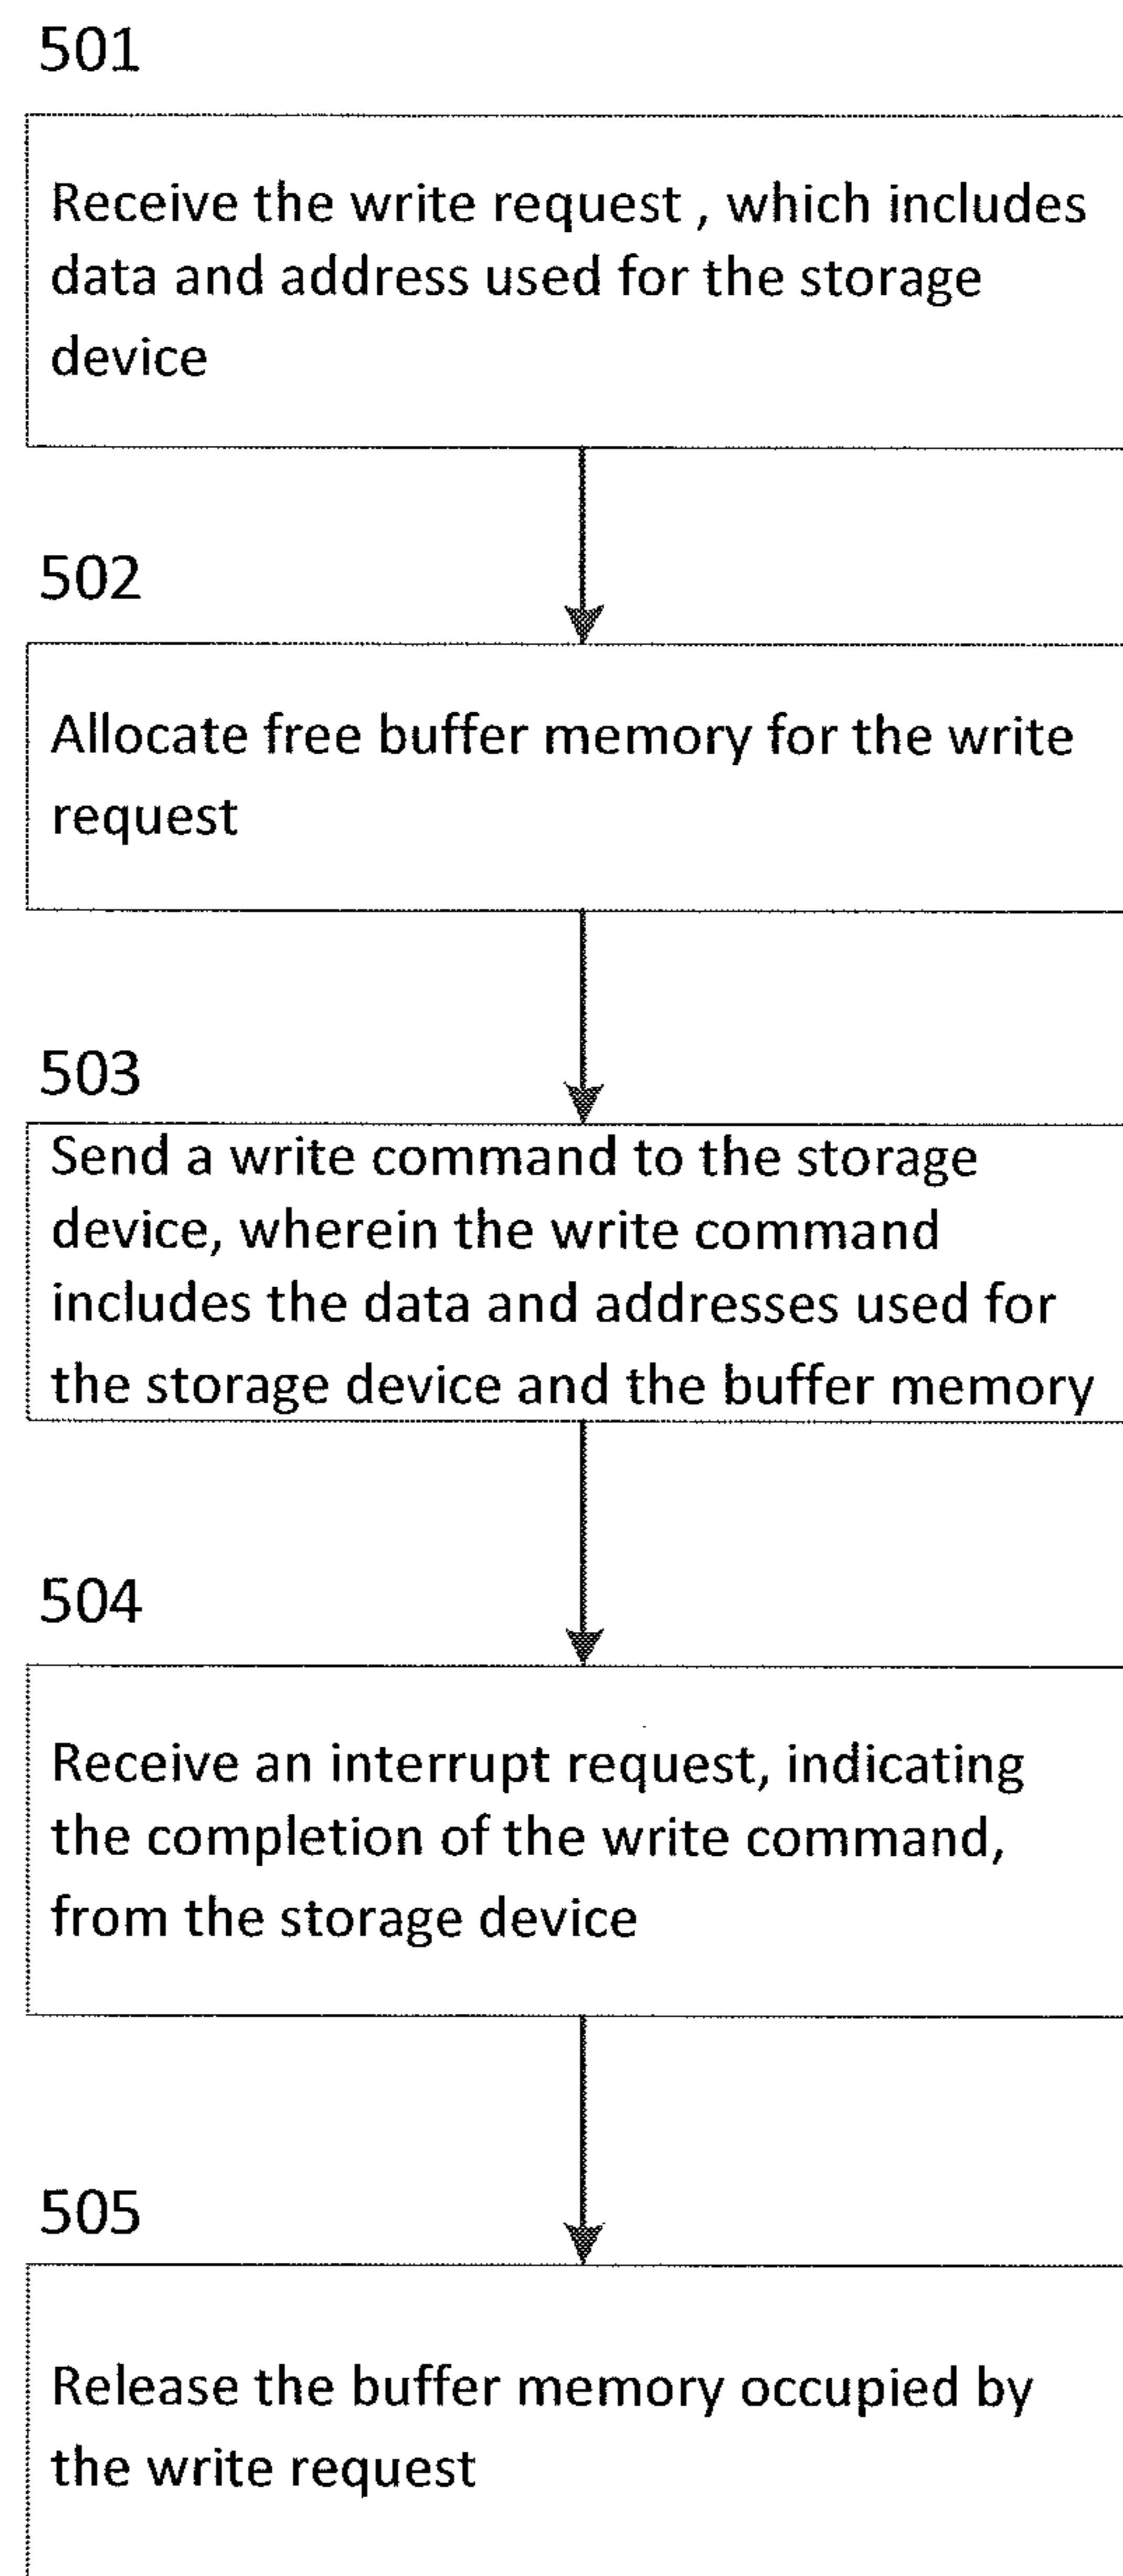 501
Receive the write request , which includes
data and address used for the storage
device
502
Allocate free buffer memory for the write
request
503
Send a write command to the storage
device, wherein the write command
includes the data and addresses used for
the storage device and the buffer memory
504
Receive an interrupt request, indicating
the completion of the write command,
from the storage device
505
Release the buffer memory occupied by
the write request